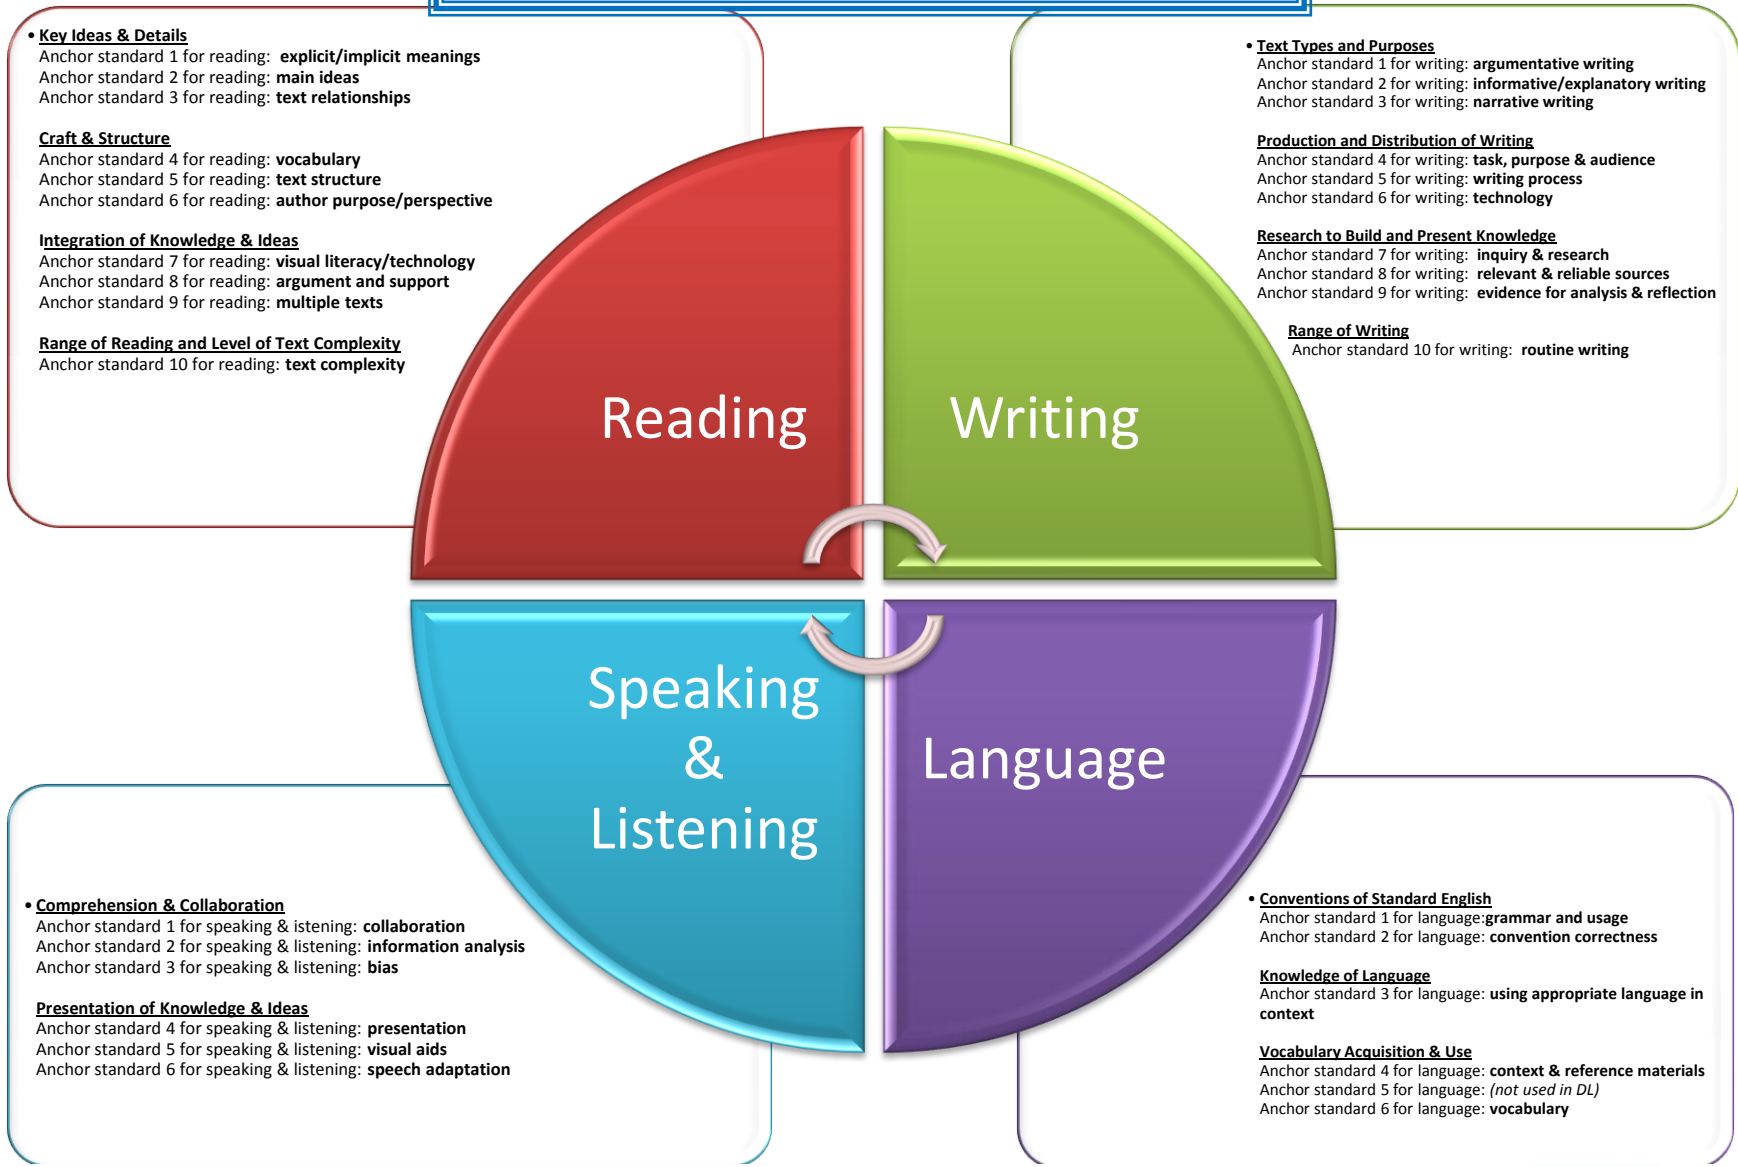 • Key Ideas & Details
Anchor standard 1 for reading: explicit/implicit meanings
Anchor standard 2 for reading: main ideas
Anchor standard 3 for reading: text relationships
Craft & Structure
Anchor standard 4 for reading: vocabulary
Anchor standard 5 for reading: text structure
Anchor standard 6 for reading: author purpose/perspective
Integration of Knowledge & Ideas
Anchor standard 7 for reading: visual literacy/technology
Anchor standard 8 for reading: argument and support
Anchor standard 9 for reading: multiple texts
Range of Reading and Level of Text Complexity
Anchor standard 10 for reading: text complexity
• Text Types and Purposes
Anchor standard 1 for writing: argumentative writing
Anchor standard 2 for writing: informative/explanatory writing
Anchor standard 3 for writing: narrative writing
Production and Distribution of Writing
Anchor standard 4 for writing: task, purpose & audience
Anchor standard 5 for writing: writing process
Anchor standard 6 for writing: technology
Research to Build and Present Knowledge
Anchor standard 7 for writing: inquiry & research
Anchor standard 8 for writing: relevant & reliable sources
Anchor standard 9 for writing: evidence for analysis & reflection
Range of Writing
Anchor standard 10 for writing: routine writing
Reading
Writing
Speaking
&
Listening
Language
• Comprehension & Collaboration
Anchor standard 1 for speaking & istening: collaboration
Anchor standard 2 for speaking & listening: information analysis
Anchor standard 3 for speaking & listening: bias
Presentation of Knowledge & Ideas
Anchor standard 4 for speaking & listening: presentation
Anchor standard 5 for speaking & listening: visual aids
Anchor standard 6 for speaking & listening: speech adaptation
• Conventions of Standard English
Anchor standard 1 for language:grammar and usage
Anchor standard 2 for language: convention correctness
Knowledge of Language
Anchor standard 3 for language: using appropriate language in
context
Vocabulary Acquisition & Use
Anchor standard 4 for language: context & reference materials
Anchor standard 5 for language: (not used in DL)
Anchor standard 6 for language: vocabulary